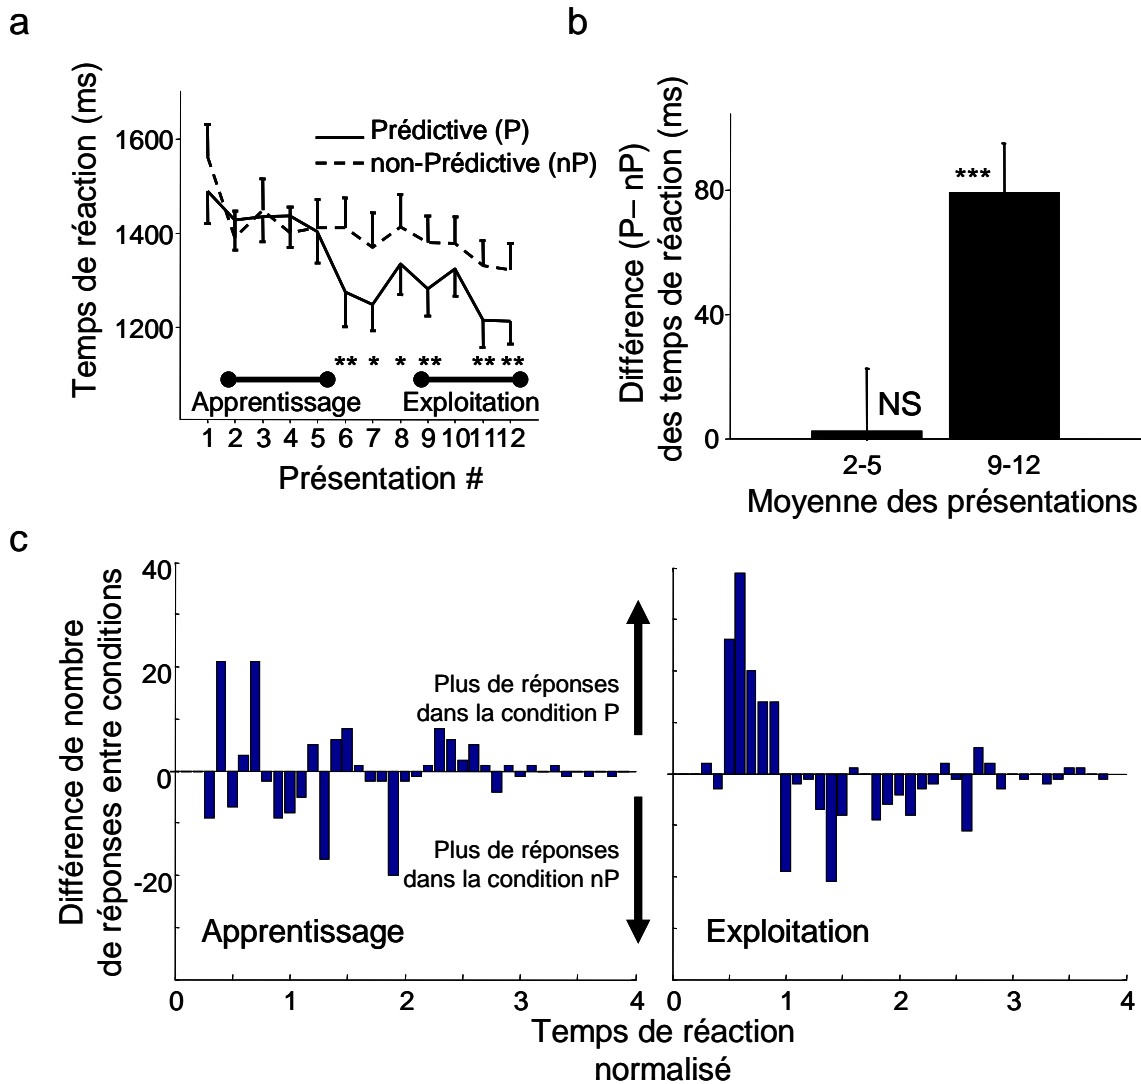 a
Temps de réaction (ms)
1600
1400
1200
Prédictive (P)
non-Prédictive (nP)
** * * ** ** **
Apprentissage
Exploitation
1 2 3 4 5 6 7 8 9 10 11 12
Présentation #
b
Différence (P– nP)
des temps de réaction (ms)
80
40
0
NS
***
2-5
9-12
Moyenne des présentations
c
Différence de nombre
de réponses entre conditions
40
20
0
-20
Plus de réponses
dans la condition P
Plus de réponses
dans la condition nP
Apprentissage
Exploitation
0 1 2 3 4
0 1 2 3 4
Temps de réaction
normalisé